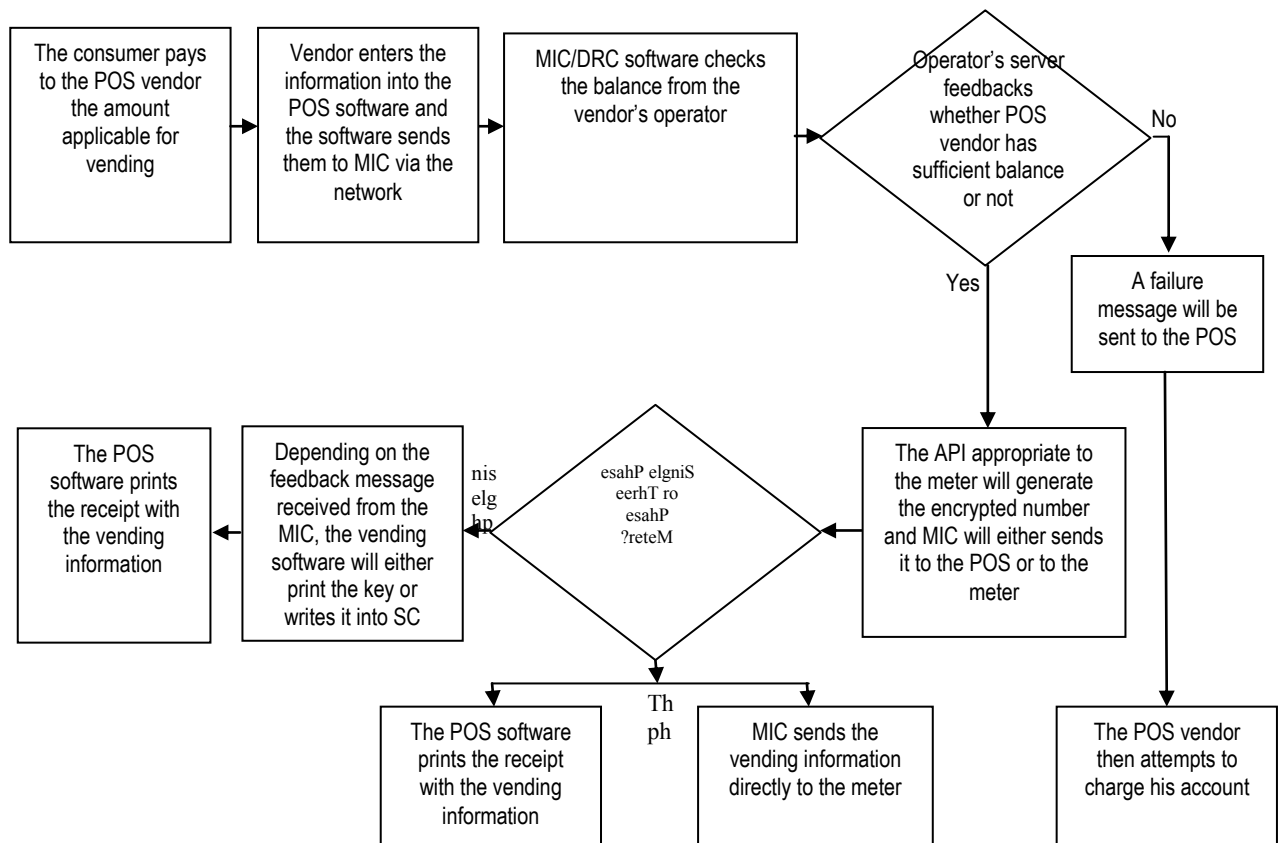 The consumer pays
to the POS vendor
the amount
applicable for
vending
Vendor enters the
information into the
POS software and
the software sends
them to MIC via the
network
MIC/DRC software checks
the balance from the
vendor's operator
Operator's server
feedbacks
whether POS
vendor has
sufficient balance
or not
No
Yes
A failure
message will be
sent to the POS
The POS
software prints
the receipt with
the vending
information
Depending on the
feedback message
received from the
MIC, the vending
software will either
print the key or
writes it into SC
nis
elg
hp
esahP elgniS
eerhT ro
esahP
?reteM
The API appropriate to
the meter will generate
the encrypted number
and MIC will either sends
it to the POS or to the
meter
Th
ph
The POS software
prints the receipt
with the vending
information
MIC sends the
vending information
directly to the meter
The POS vendor
then attempts to
charge his account